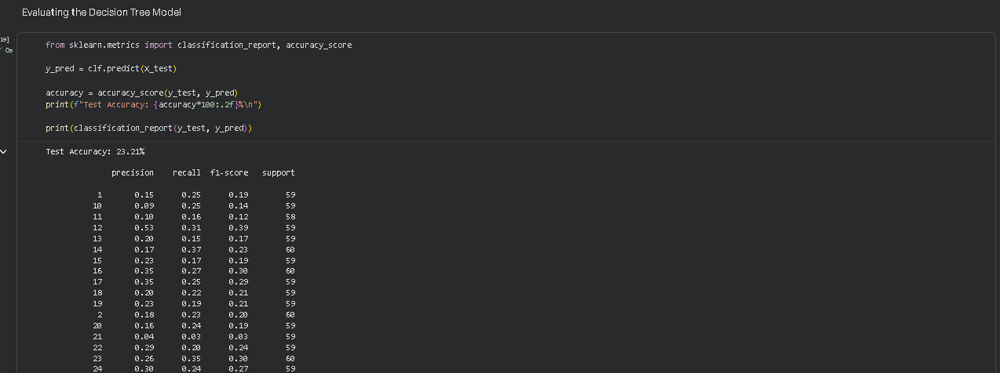 Evaluating the Decision Tree Model
19]
0s
from sklearn.metrics import classification_report, accuracy_score
y_pred = clf.predict(X_test)
accuracy = accuracy_score(y_test, y_pred)
print(f"Test Accuracy: {accuracy*100:.2f}%\n")
print(classification_report(y_test, y_pred))
Test Accuracy: 23.21%
precision recall f1-score support
1 0.15 0.25 0.19 59
10 0.09 0.25 0.14 59
11 0.10 0.16 0.12 58
12 0.53 0.31 0.39 59
13 0.20 0.15 0.17 59
14 0.17 0.37 0.23 60
15 0.23 0.17 0.19 59
16 0.35 0.27 0.30 60
17 0.35 0.25 0.29 59
18 0.20 0.22 0.21 59
19 0.23 0.19 0.21 59
2 0.18 0.23 0.20 60
20 0.16 0.24 0.19 59
21 0.04 0.03 0.03 59
22 0.29 0.20 0.24 59
23 0.26 0.35 0.30 60
24 0.30 0.24 0.27 59